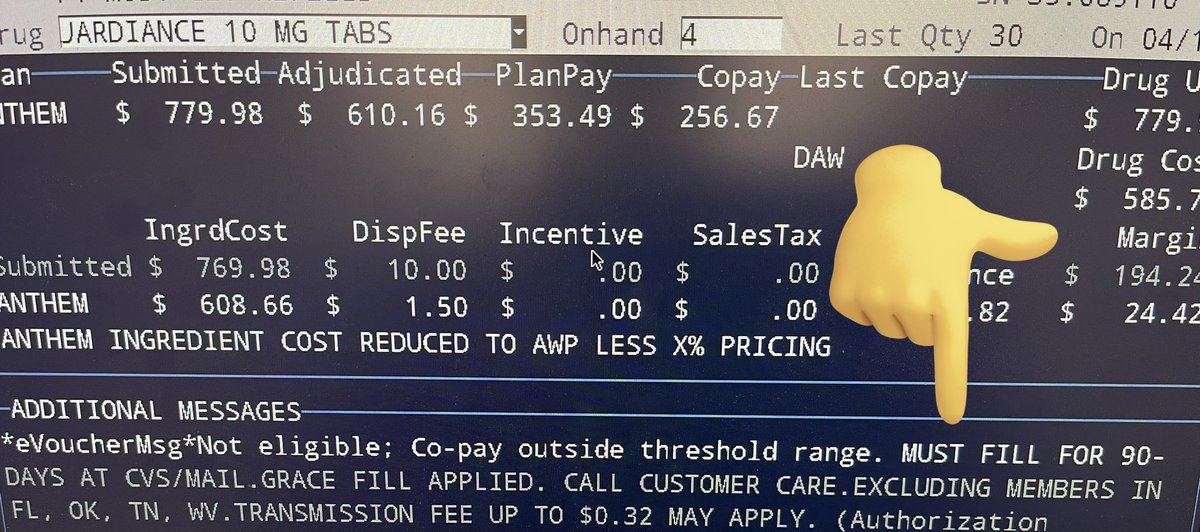 rug JARDIANCE 10 MG TABS Onhand 4 Last Qty 30 On 04/1
an Submitted Adjudicated PlanPay Copay Last Copay Drug U
NTHEM $ 779.98 $ 610.16 $ 353.49 $ 256.67 $ 779.
DAW Drug Cos
$ 585.7
IngrdCost DispFee Incentive SalesTax Margi
Submitted $ 769.98 $ 10.00 $ .00 $ .00 nce $ 194.24
ANTHEM $ 608.66 $ 1.50 $ .00 $ .00 .82 $ 24.42
ANTHEM INGREDIENT COST REDUCED TO AWP LESS X% PRICING
ADDITIONAL MESSAGES
*eVoucherMsg*Not eligible; Co-pay outside threshold range. MUST FILL FOR 90-
DAYS AT CVS/MAIL.GRACE FILL APPLIED. CALL CUSTOMER CARE.EXCLUDING MEMBERS IN
FL, OK, TN, WV.TRANSMISSION FEE UP TO $0.32 MAY APPLY. (Authorization